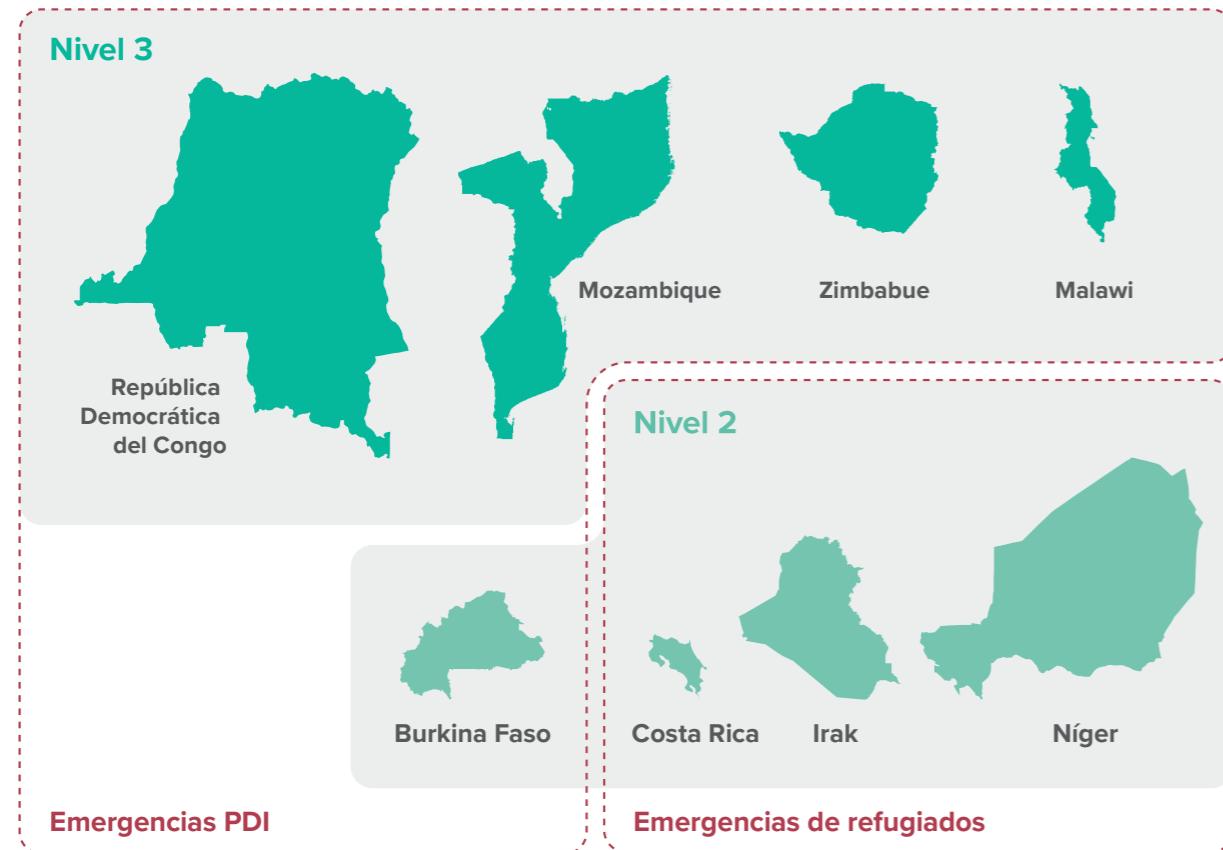 Nivel 3
Mozambique
Zimbabue
Malawi
República
Democrática
del Congo
Nivel 2
Burkina Faso
Costa Rica
Irak
Níger
Emergencias PDI
Emergencias de refugiados